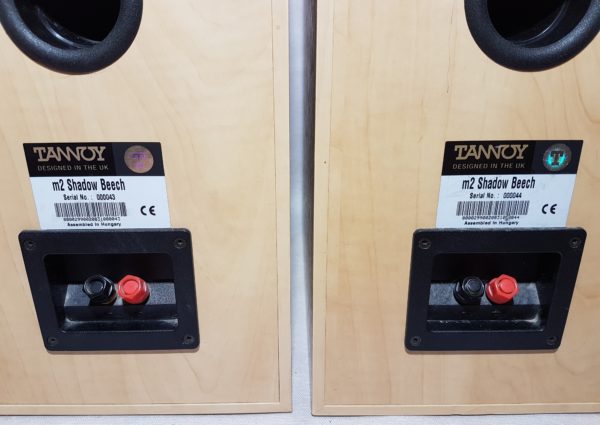 TANNOY
DESIGNED IN THE UK
m2 Shadow Beech
Serial No. : 000043
Assembled in Hungary
CE
TANNOY
DESIGNED IN THE UK
T
m2 Shadow Beech
Serial No. : 000044
Assembled in Hungary
CE